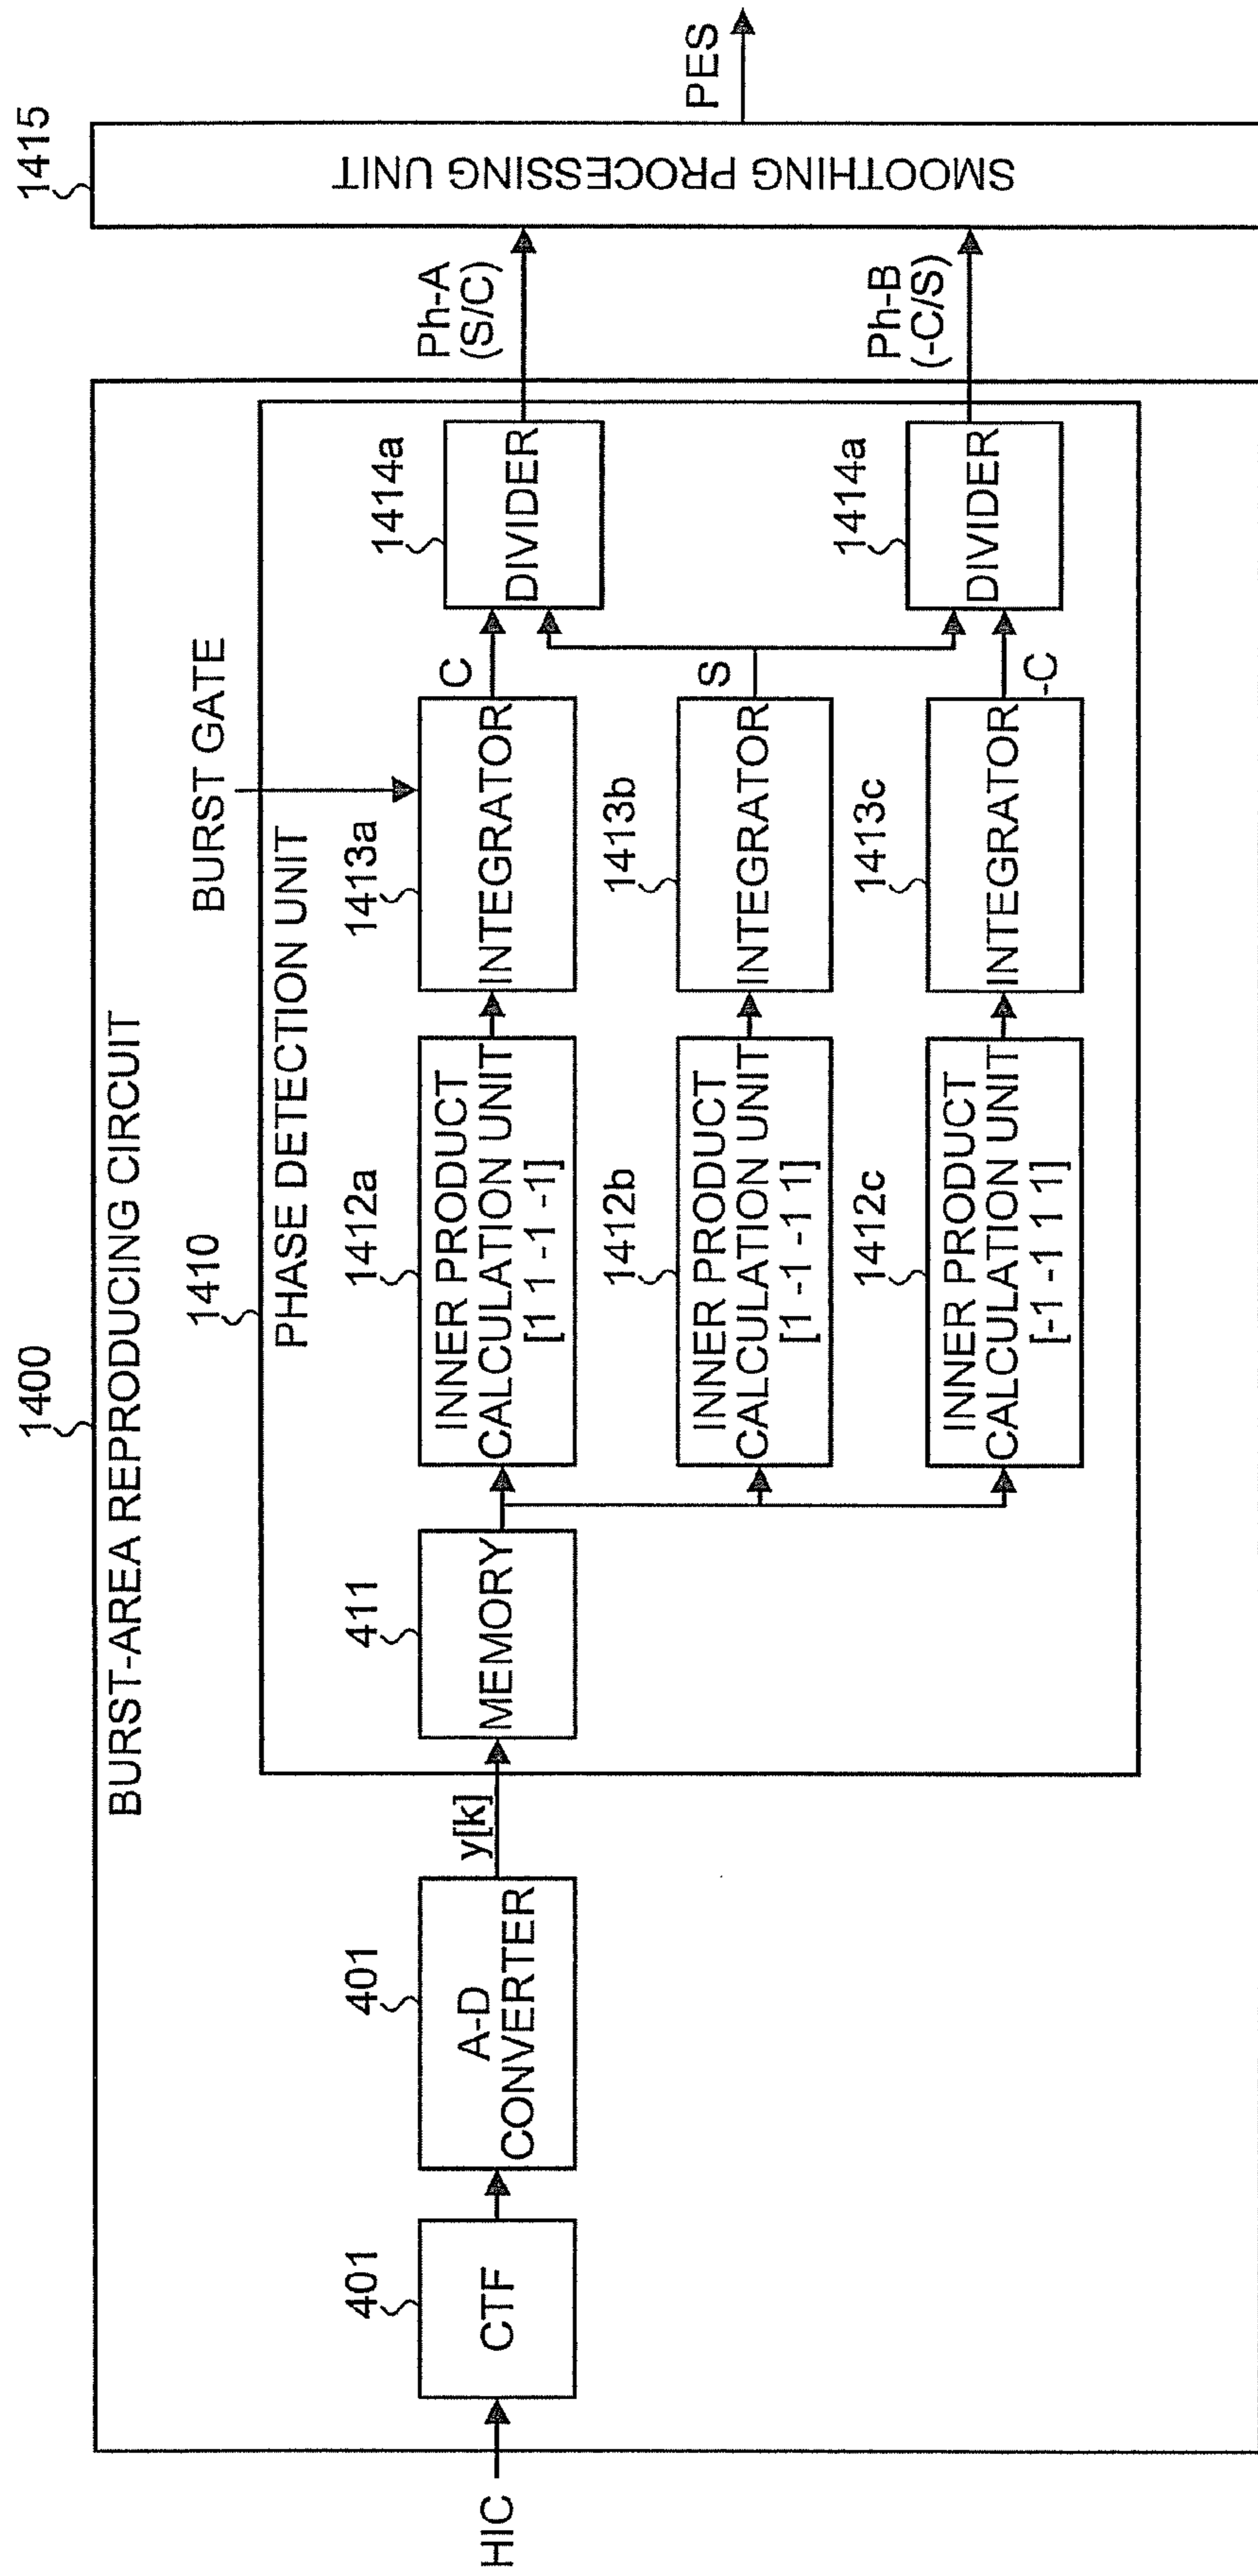 1400
BURST-AREA REPRODUCING CIRCUIT
1410
PHASE DETECTION UNIT
BURST GATE
HIC
401
CTF
401
A-D
CONVERTER
y[k]
411
MEMORY
1412a
INNER PRODUCT
CALCULATION UNIT
[1 1 -1 -1]
1413a
INTEGRATOR
C
1414a
DIVIDER
Ph-A
(S/C)
1412b
INNER PRODUCT
CALCULATION UNIT
[1 -1 -1 1]
1413b
INTEGRATOR
S
1412c
INNER PRODUCT
CALCULATION UNIT
[-1 -1 1 1]
1413c
INTEGRATOR
-C
1414a
DIVIDER
Ph-B
(-C/S)
1415
SMOOTHING PROCESSING UNIT
PES